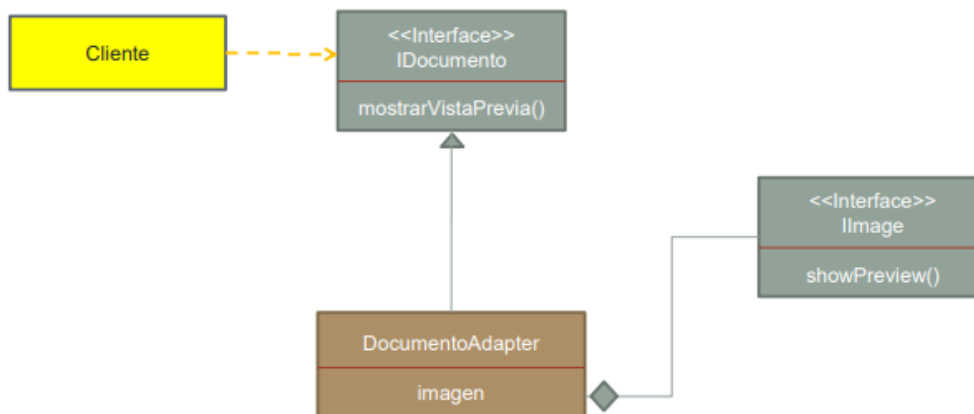 Cliente
<<Interface>>
IDocumento
mostrarVistaPrevia()
<<Interface>>
IImage
showPreview()
DocumentoAdapter
imagen